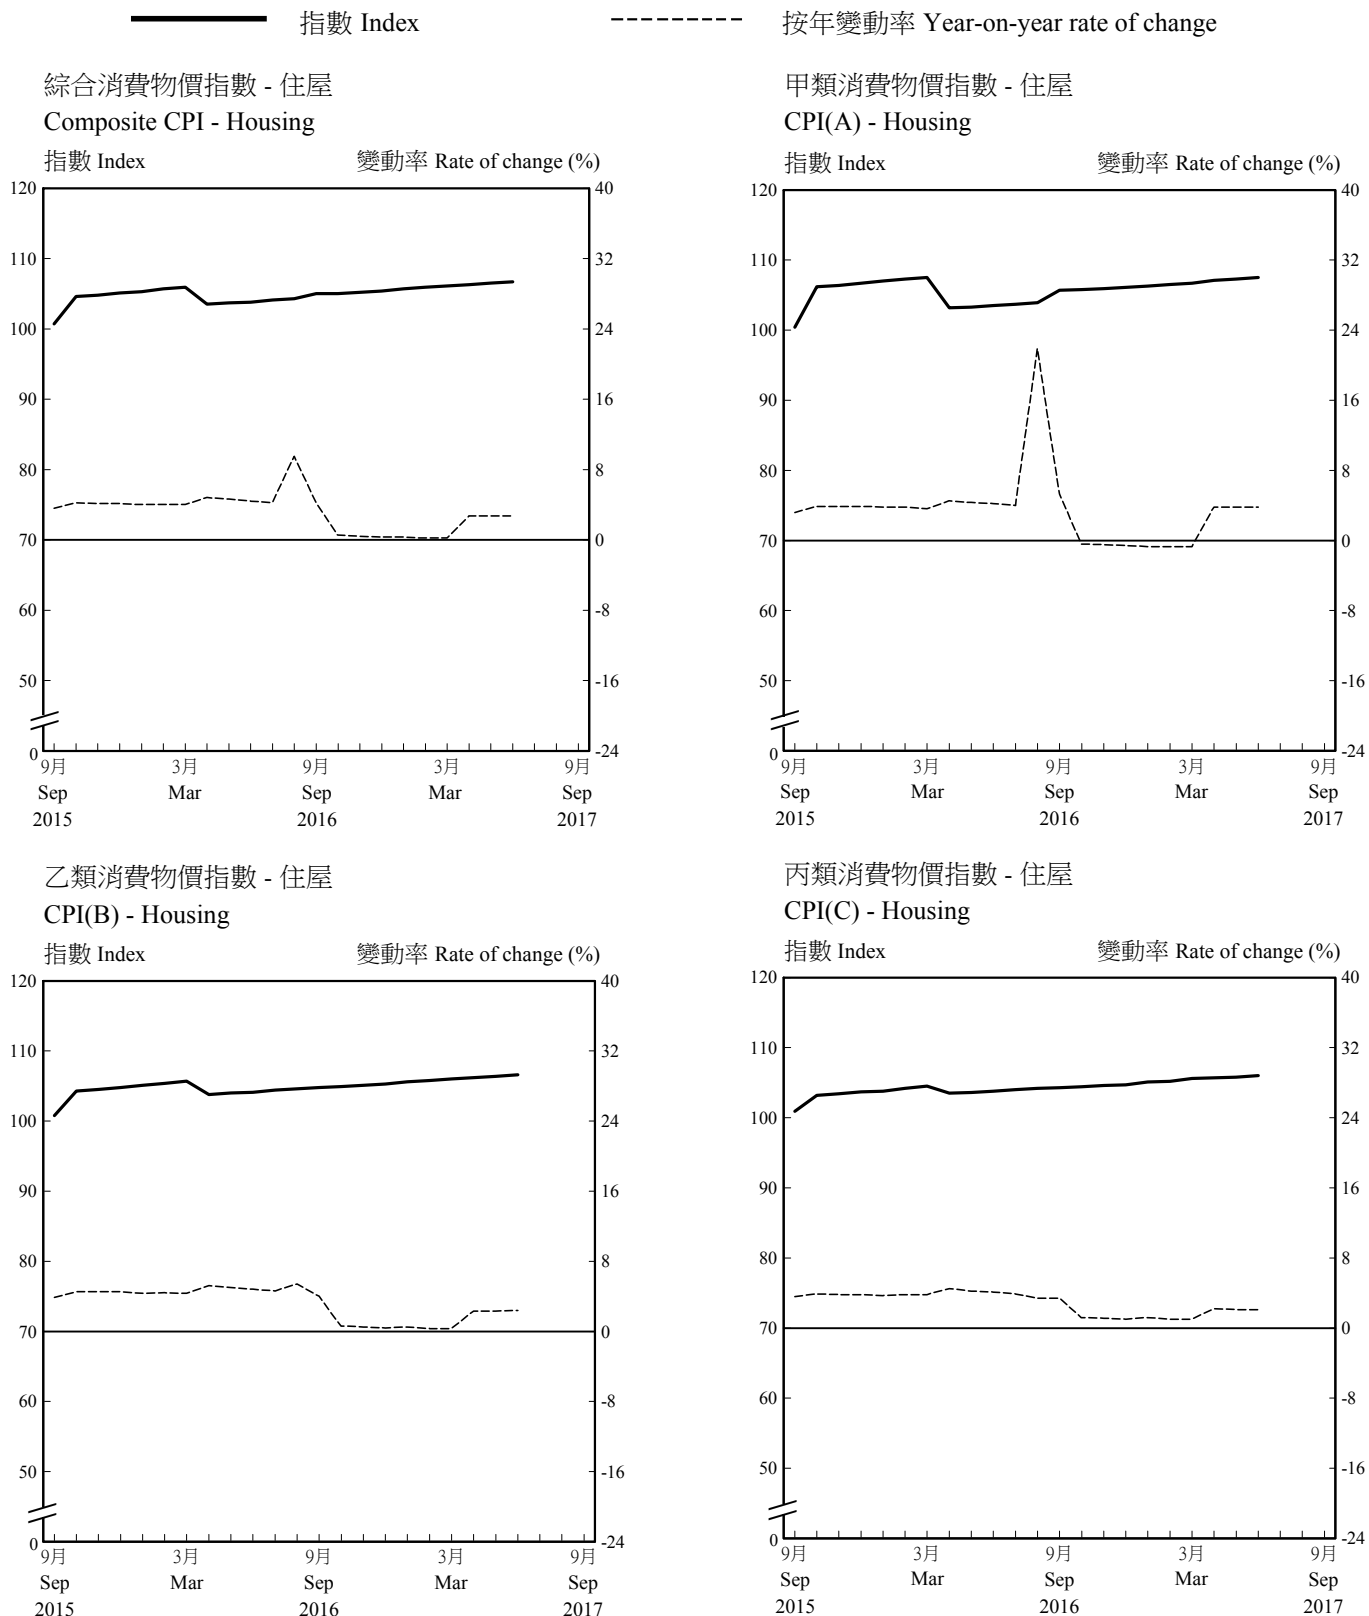 指數 Index 按年變動率 Year-on-year rate of change
綜合消費物價指數 - 住屋
Composite CPI - Housing
指數 Index 變動率 Rate of change (%)
120 40
110 32
100 24
90 16
80 8
70 0
60 -8
50 -16
0 -24
9月 3月 9月 3月 9月
Sep Mar Sep Mar Sep
2015 2016 2017
甲類消費物價指數 - 住屋
CPI(A) - Housing
指數 Index 變動率 Rate of change (%)
120 40
110 32
100 24
90 16
80 8
70 0
60 -8
50 -16
0 -24
9月 3月 9月 3月 9月
Sep Mar Sep Mar Sep
2015 2016 2017
乙類消費物價指數 - 住屋
CPI(B) - Housing
指數 Index 變動率 Rate of change (%)
120 40
110 32
100 24
90 16
80 8
70 0
60 -8
50 -16
0 -24
9月 3月 9月 3月 9月
Sep Mar Sep Mar Sep
2015 2016 2017
丙類消費物價指數 - 住屋
CPI(C) - Housing
指數 Index 變動率 Rate of change (%)
120 40
110 32
100 24
90 16
80 8
70 0
60 -8
50 -16
0 -24
9月 3月 9月 3月 9月
Sep Mar Sep Mar Sep
2015 2016 2017